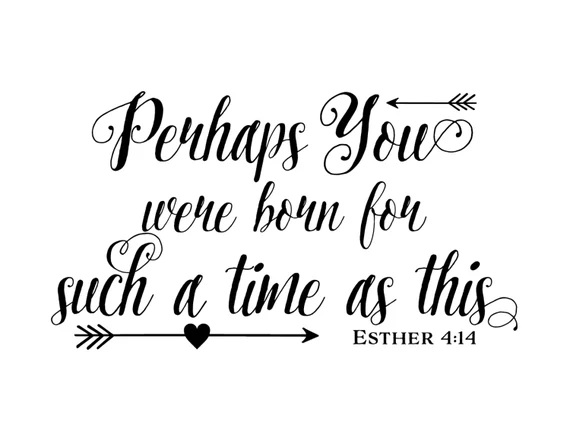 Perhaps You
were born for
such a time as this
ESTHER 4:14